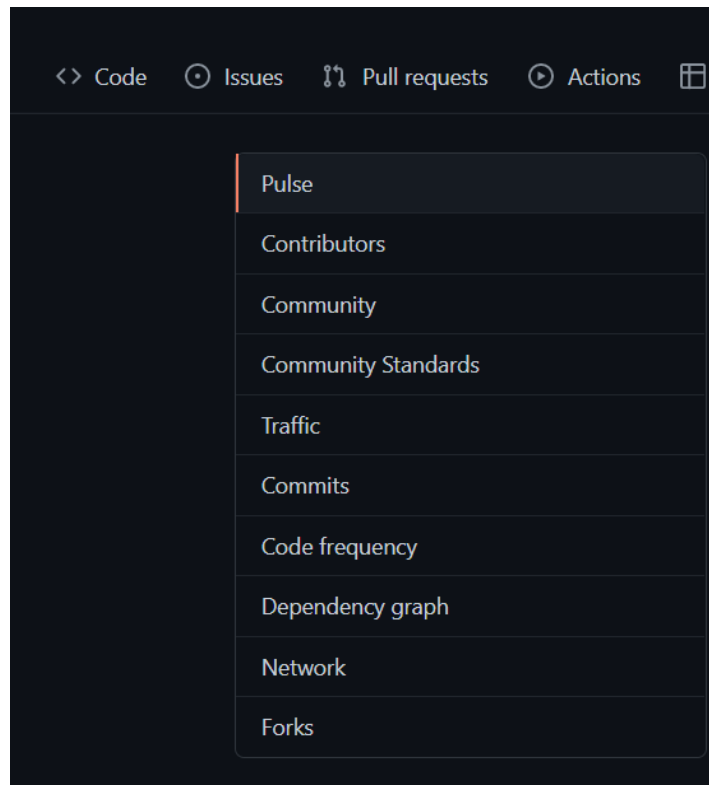 Code Issues Pull requests Actions
Pulse
Contributors
Community
Community Standards
Traffic
Commits
Code frequency
Dependency graph
Network
Forks